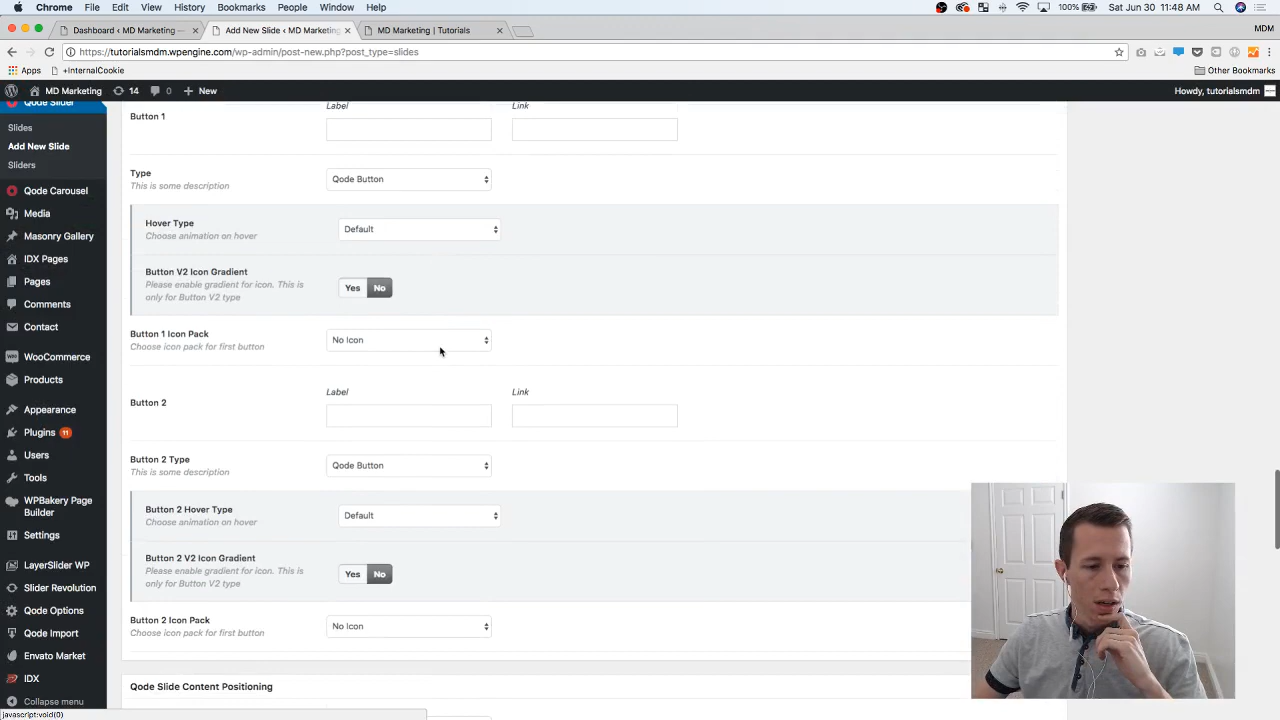 Chrome File Edit View History Bookmarks People Window Help 100% Sat Jun 30 11:48 AM
Dashboard ‹ MD Marketing — Add New Slide ‹ MD Marketing MD Marketing | Tutorials MDM
https://tutorialsmdm.wpengine.com/wp-admin/post-new.php?post_type=slides
Apps +InternalCookie Other Bookmarks
MD Marketing 14 0 New Howdy, tutorialsmdm
Qode Slider
Slides
Add New Slide
Sliders
Qode Carousel
Media
Masonry Gallery
IDX Pages
Pages
Comments
Contact
WooCommerce
Products
Appearance
Plugins 11
Users
Tools
WPBakery Page
Builder
Settings
LayerSlider WP
Slider Revolution
Qode Options
Qode Import
Envato Market
IDX
Collapse menu
javascript:void(0)
Label Link
Button 1
Type
This is some description
Qode Button
Hover Type
Choose animation on hover
Default
Button V2 Icon Gradient
Please enable gradient for icon. This is
only for Button V2 type
Yes No
Button 1 Icon Pack
Choose icon pack for first button
No Icon
Label Link
Button 2
Button 2 Type
This is some description
Qode Button
Button 2 Hover Type
Choose animation on hover
Default
Button 2 V2 Icon Gradient
Please enable gradient for icon. This is
only for Button V2 type
Yes No
Button 2 Icon Pack
Choose icon pack for first button
No Icon
Qode Slide Content Positioning